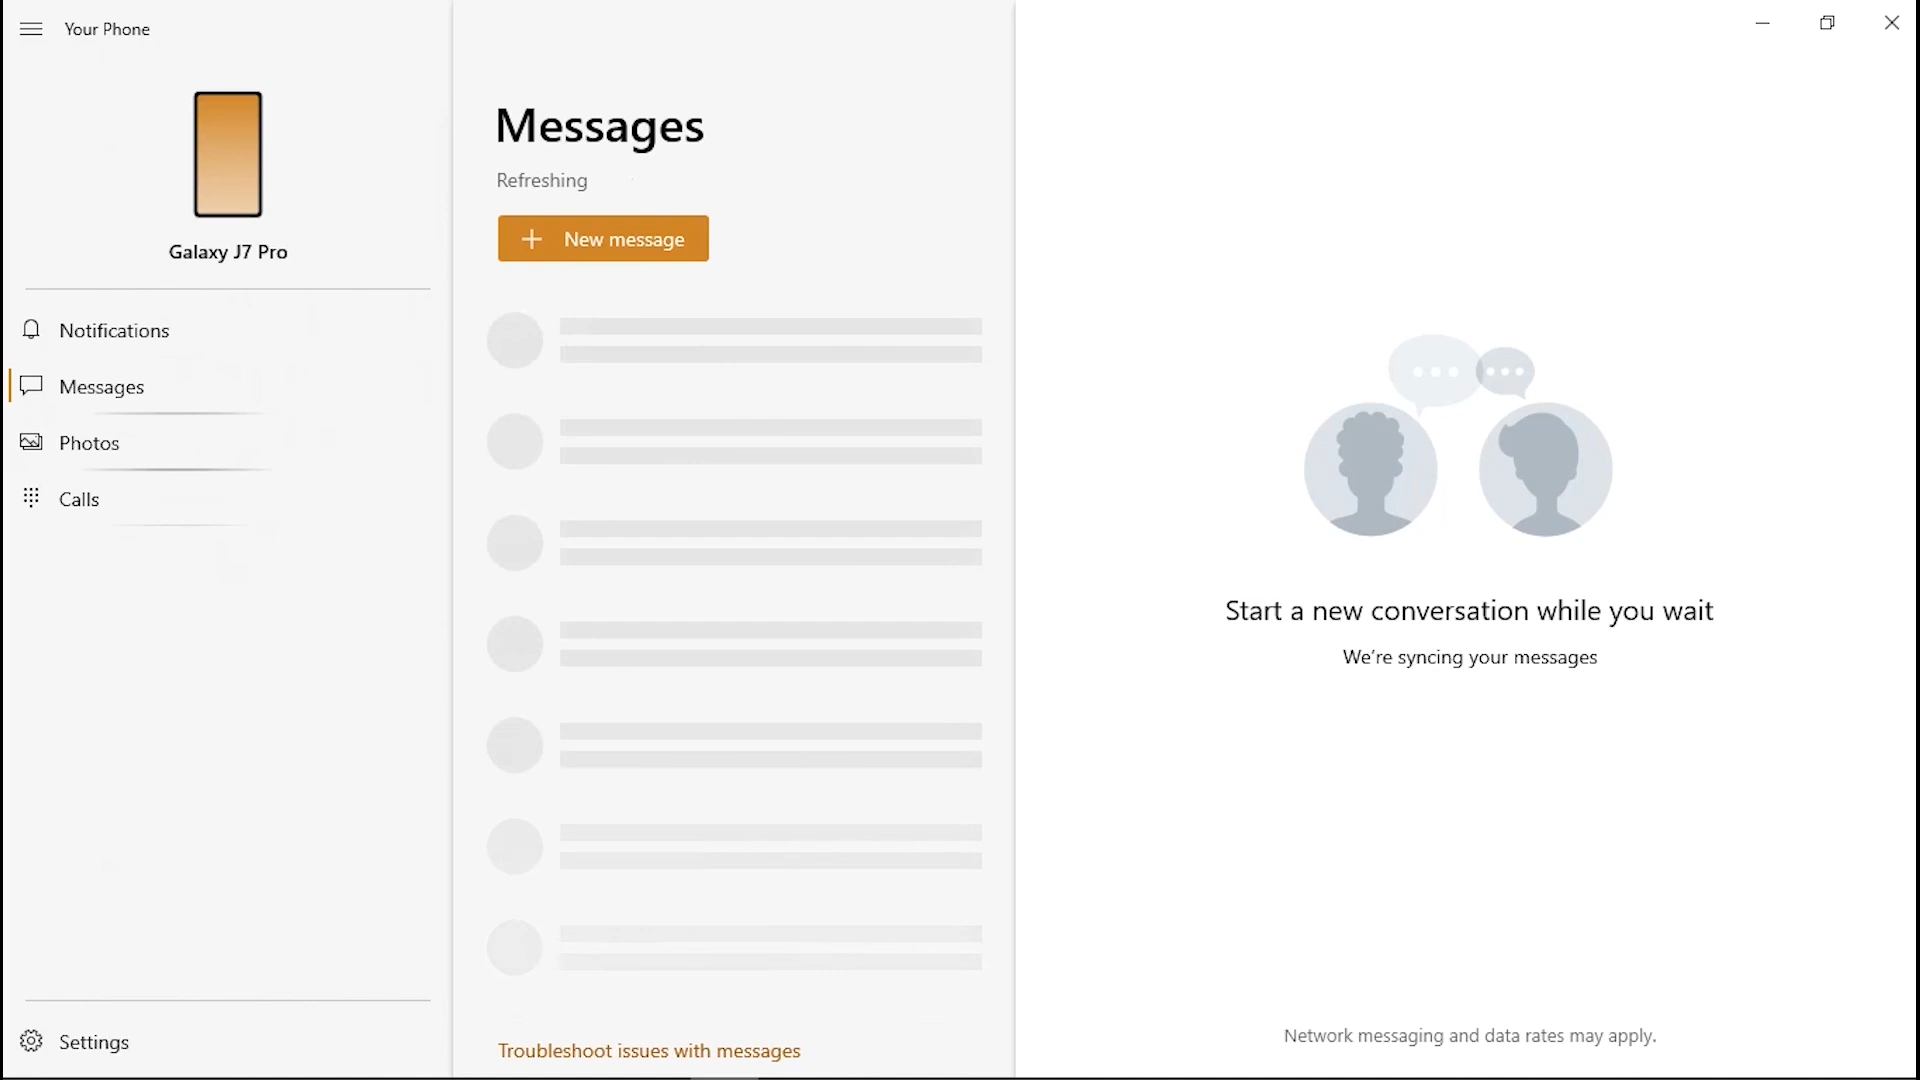 Your Phone
Galaxy J7 Pro
Notifications
Messages
Photos
Calls
Settings
Messages
Refreshing
New message
Troubleshoot issues with messages
Start a new conversation while you wait
We're syncing your messages
Network messaging and data rates may apply.